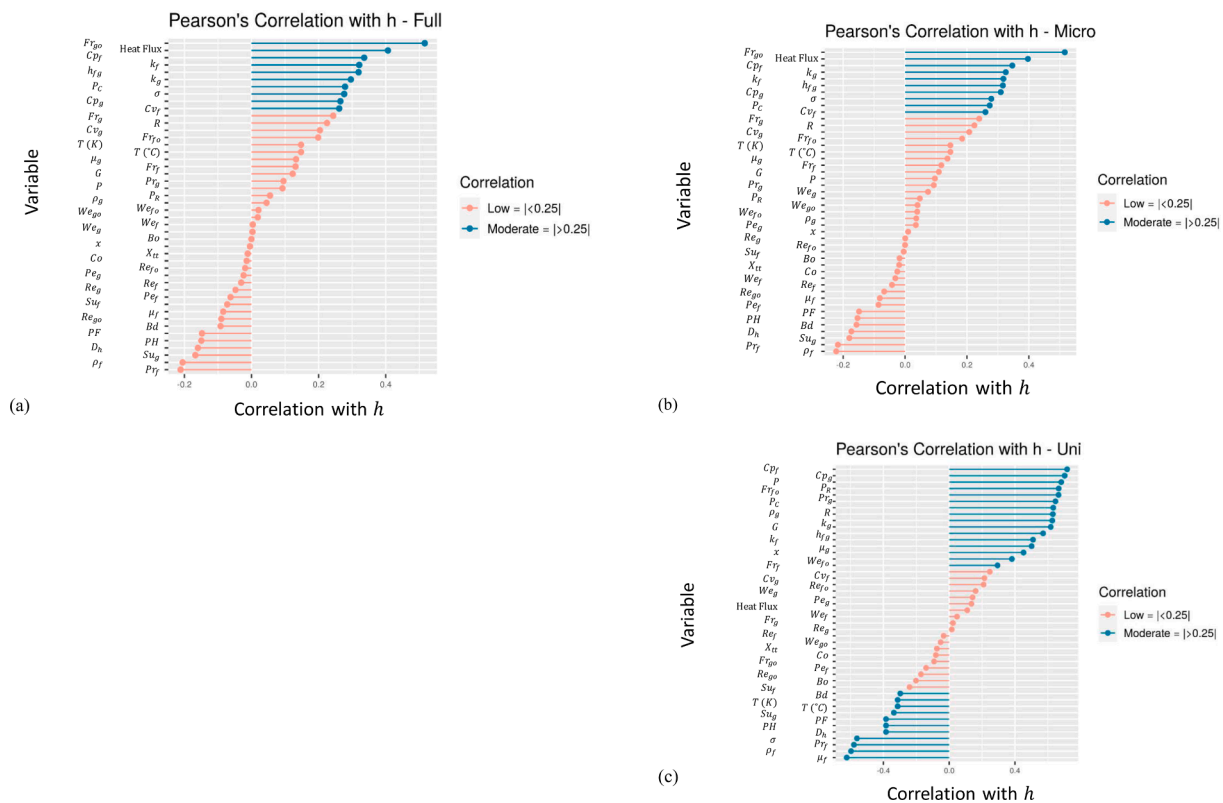 Pearson's Correlation with h - Full
Variable
Fr_go
Heat Flux
Cp_f
k_f
h_fg
k_g
P_C
σ
Cp_g
Cv_f
Fr_g
R
Cv_g
Fr_fo
T (K)
T (°C)
μ_g
Fr_f
G
Pr_g
P
P_R
ρ_g
We_fo
We_go
We_f
We_g
Bo
x
X_tt
Co
Re_fo
Pe_g
Re_f
Re_g
Pe_f
Su_f
μ_f
Re_go
Bd
PF
PH
D_h
Su_g
ρ_f
Pr_f
-0.2 0.0 0.2 0.4
Correlation with h
Correlation
Low = |<0.25|
Moderate = |>0.25|
(a)
Pearson's Correlation with h - Micro
Variable
Fr_go
Heat Flux
Cp_f
k_g
k_f
h_fg
Cp_g
σ
P_C
Cv_f
Fr_g
R
Cv_g
Fr_fo
T (K)
T (°C)
μ_g
Fr_f
G
P
Pr_g
We_g
P_R
We_go
We_fo
ρ_g
Pe_g
x
Re_g
Re_fo
Su_f
Bo
X_tt
Co
We_f
Re_f
Re_go
μ_f
Pe_f
PF
PH
Bd
D_h
Su_g
Pr_f
ρ_f
-0.2 0.0 0.2 0.4
Correlation with h
Correlation
Low = |<0.25|
Moderate = |>0.25|
(b)
Pearson's Correlation with h - Uni
Variable
Cp_f
Cp_g
P
P_R
Fr_fo
Pr_g
P_C
R
ρ_g
k_g
G
h_fg
k_f
μ_g
x
We_fo
Fr_f
Cv_f
Cv_g
Re_fo
We_g
Pe_g
Heat Flux
We_f
Fr_g
Re_g
Re_f
We_go
X_tt
Co
Fr_go
Pe_f
Re_go
Bo
Su_f
Bd
T (K)
T (°C)
Su_g
PF
PH
D_h
σ
Pr_f
ρ_f
μ_f
-0.4 0.0 0.4
Correlation with h
Correlation
Low = |<0.25|
Moderate = |>0.25|
(c)